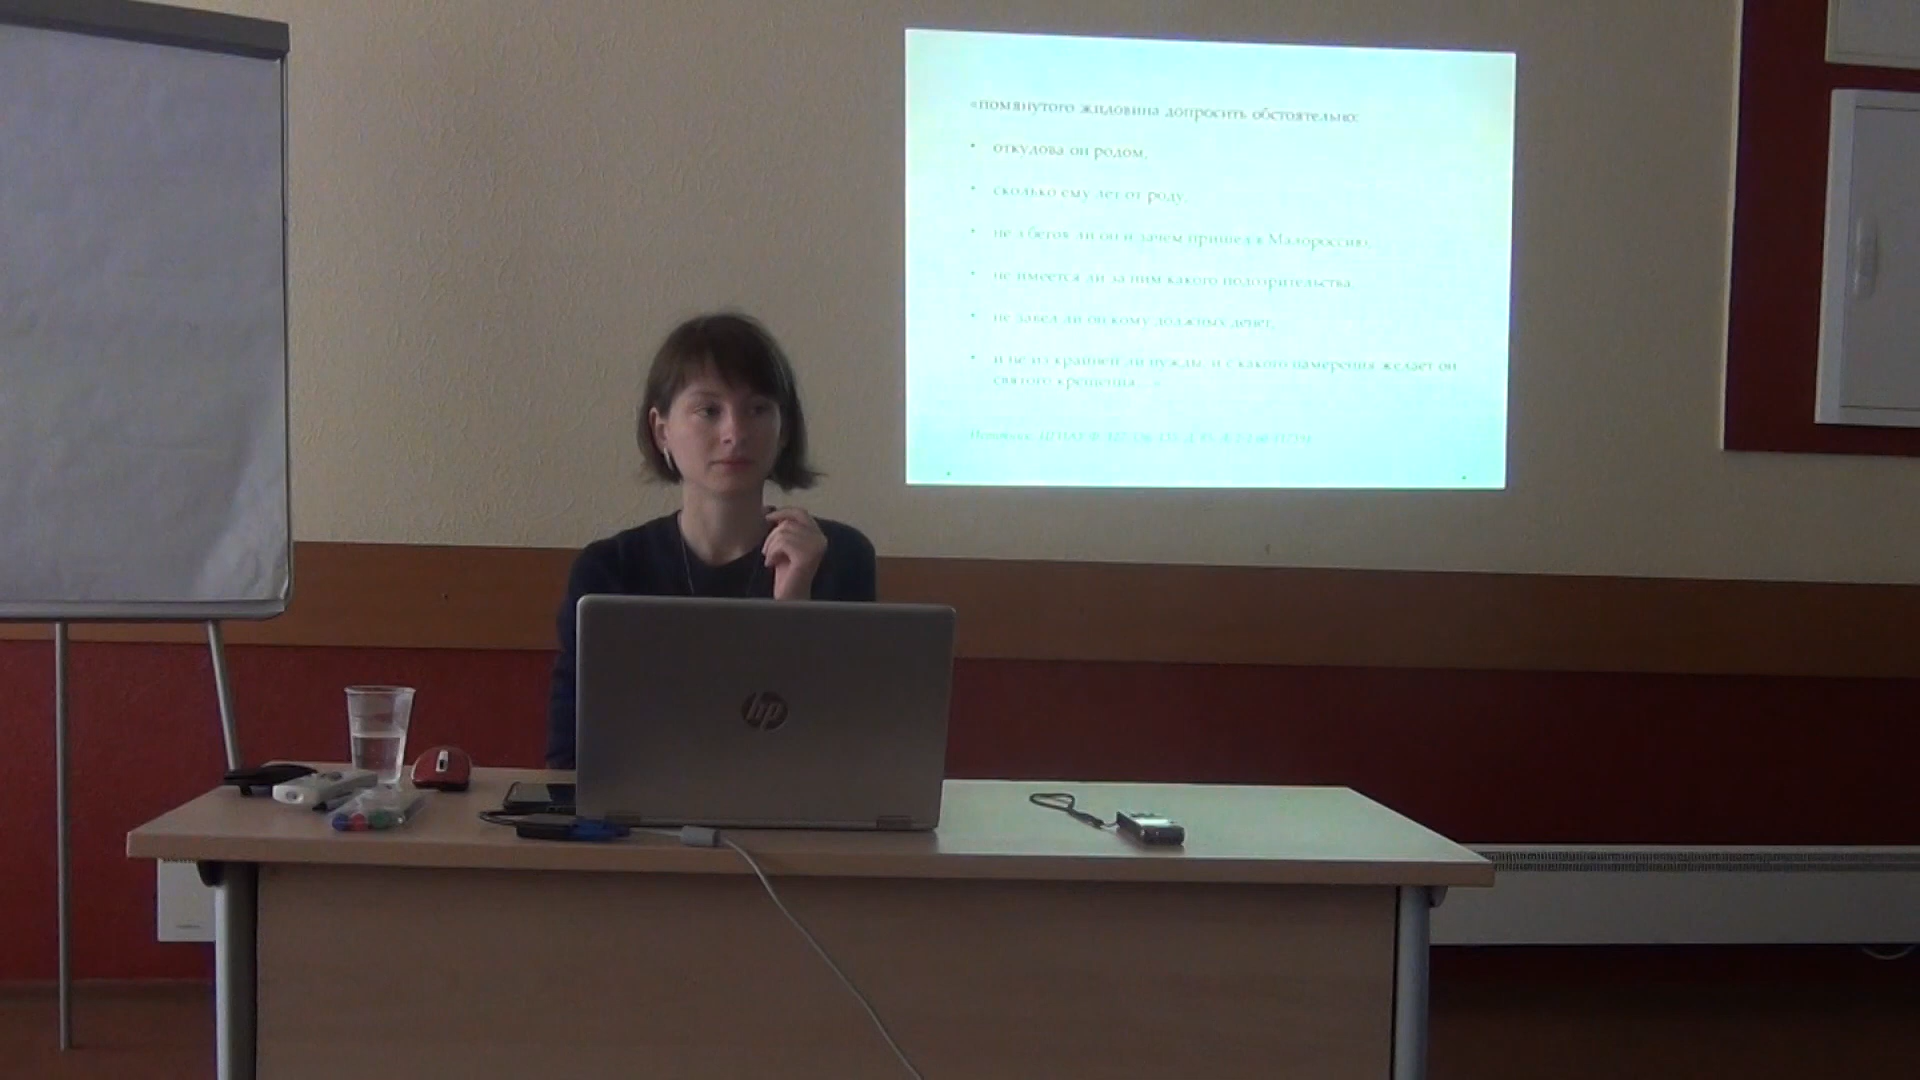 «помянутого жидовина допросить обстоятельно:
• откудова он родом,
• сколько ему лет от роду,
• не з бегов ли он и зачем пришел в Малороссию,
• не имеется ли за ним какого подозрительства,
• не завел ли он кому должных денег,
• и не из крайней ли нужды, и с какого намерения желает он
святого крещения…»
Источник:
hp